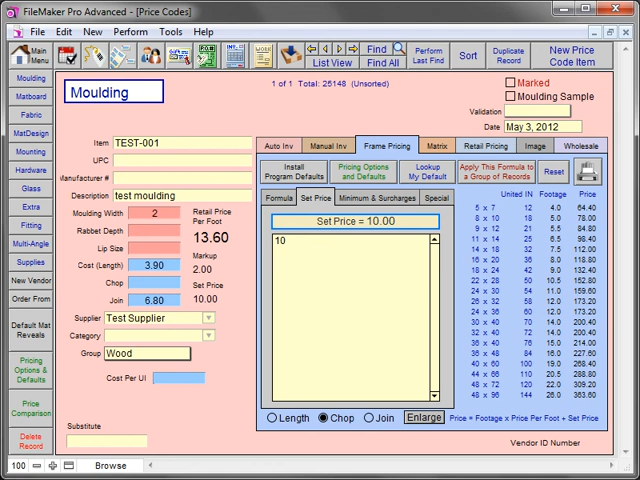 FileMaker Pro Advanced - [Price Codes]
File Edit New Perform Tools Help
Main Menu
Find
List View Find All
Perform Last Find
Sort
Duplicate Record
New Price Code Item
Moulding
Matboard
Fabric
MatDesign
Mounting
Hardware
Glass
Extra
Fitting
Multi-Angle
Supplies
New Vendor
Order From
Default Mat Reveals
Pricing Options & Defaults
Price Comparison
Delete Record
Moulding
1 of 1 Total: 25148 (Unsorted)
Marked
Moulding Sample
Validation
Date May 3, 2012
Item TEST-001
UPC
Manufacturer #
Description test moulding
Moulding Width 2
Rabbet Depth
Lip Size
Cost (Length) 3.90
Chop
Join 6.80
Retail Price Per Foot
13.60
Markup
2.00
Set Price
10.00
Supplier Test Supplier
Category
Group Wood
Cost Per UI
Substitute
Auto Inv Manual Inv Frame Pricing Matrix Retail Pricing Image Wholesale
Install Program Defaults
Pricing Options and Defaults
Lookup My Default
Apply This Formula to a Group of Records
Reset
Formula Set Price Minimum & Surcharges Special
Set Price = 10.00
10
Length Chop Join Enlarge
United IN Footage Price
5 x 7 12 4.0 64.40
8 x 10 18 5.0 78.00
9 x 12 21 5.5 84.80
11 x 14 25 6.5 98.40
14 x 18 32 7.5 112.00
16 x 20 36 8.5 125.60
18 x 24 42 9.0 132.40
22 x 28 50 10.5 152.80
24 x 30 54 11.0 159.60
26 x 32 58 12.0 173.20
24 x 36 60 12.0 173.20
32 x 40 72 14.0 200.40
30 x 40 70 14.0 200.40
36 x 48 84 16.0 227.60
40 x 60 100 19.0 268.40
44 x 66 110 20.5 288.80
48 x 72 120 22.0 309.20
48 x 96 144 26.0 363.60
Price = Footage x Price Per Foot + Set Price
Vendor ID Number
100 Browse